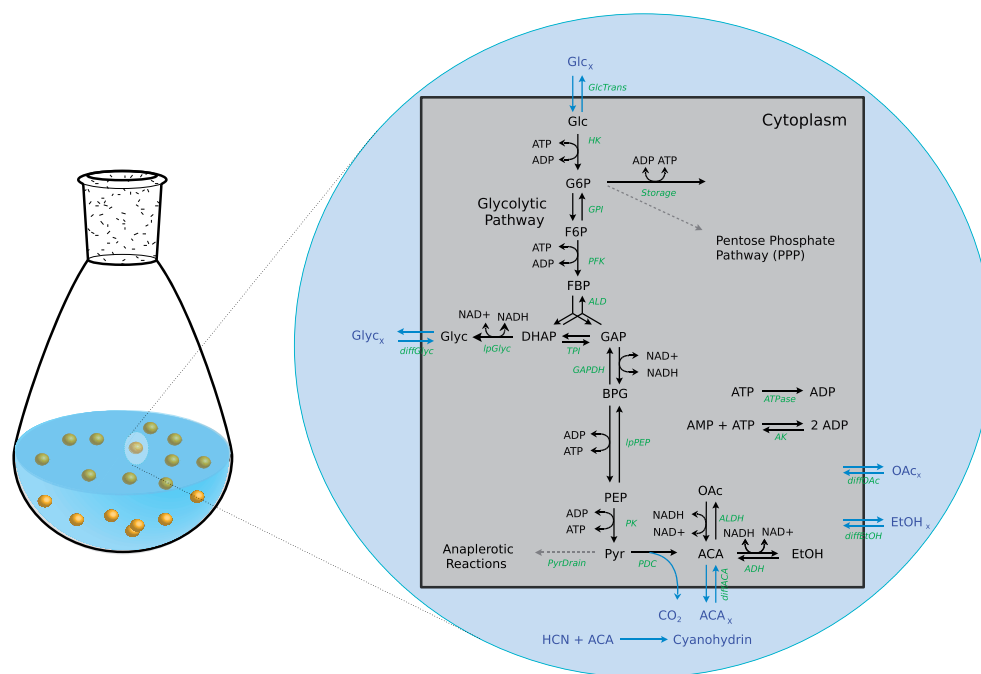 Glcx
GlcTrans
Cytoplasm
Glc
ATP
HK
ADP
ADP ATP
G6P
Storage
Glycolytic
Pathway
GPI
F6P
Pentose Phosphate
Pathway (PPP)
ATP
ADP
PFK
FBP
ALD
NAD+ NADH
Glycx
diffGlyc
Glyc
lpGlyc
DHAP
TPI
GAP
GAPDH
NAD+
NADH
BPG
ATP
ATPase
ADP
AMP + ATP
AK
2 ADP
ADP
ATP
lpPEP
OAcx
diffOAc
PEP
OAc
ADP
ATP
PK
NADH
NAD+
ALDH
EtOHx
diffEtOH
NADH NAD+
Anaplerotic
Reactions
PyrDrain
Pyr
PDC
ACA
ADH
EtOH
diffACA
CO2
ACAx
HCN + ACA
Cyanohydrin